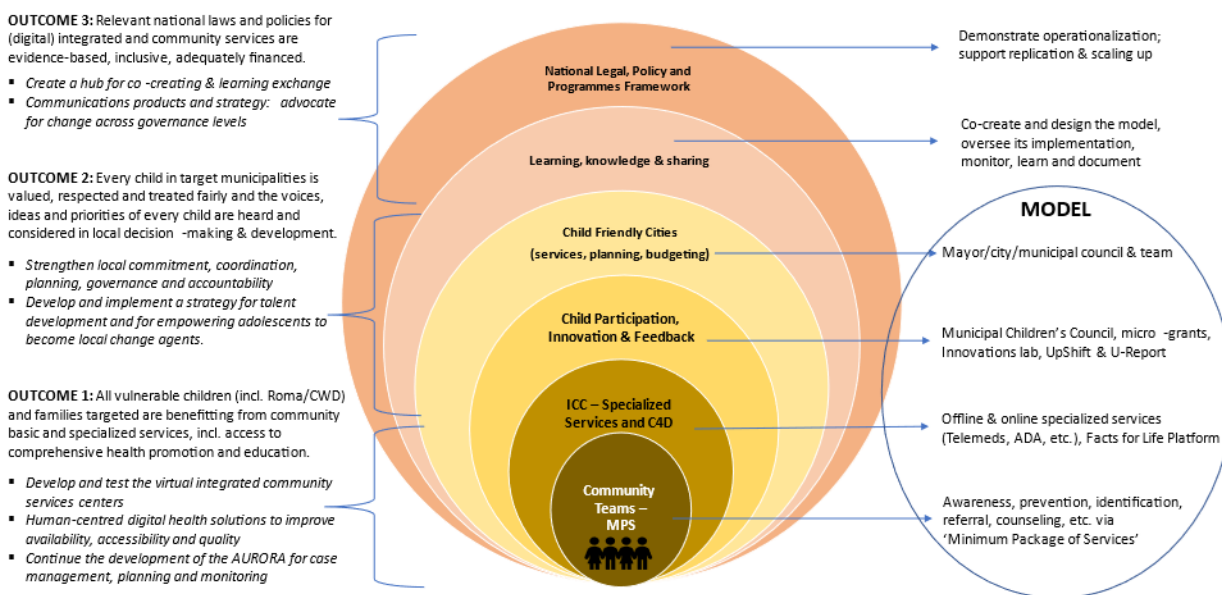 OUTCOME 3: Relevant national laws and policies for
(digital) integrated and community services are
evidence-based, inclusive, adequately financed.
▪ Create a hub for co -creating & learning exchange
▪ Communications products and strategy: advocate
for change across governance levels
OUTCOME 2: Every child in target municipalities is
valued, respected and treated fairly and the voices,
ideas and priorities of every child are heard and
considered in local decision -making & development.
▪ Strengthen local commitment, coordination,
planning, governance and accountability
▪ Develop and implement a strategy for talent
development and for empowering adolescents to
become local change agents.
OUTCOME 1: All vulnerable children (incl. Roma/CWD)
and families targeted are benefitting from community
basic and specialized services, incl. access to
comprehensive health promotion and education.
▪ Develop and test the virtual integrated community
services centers
▪ Human-centred digital health solutions to improve
availability, accessibility and quality
▪ Continue the development of the AURORA for case
management, planning and monitoring
National Legal, Policy and
Programmes Framework
Learning, knowledge & sharing
Child Friendly Cities
(services, planning, budgeting)
Child Participation,
Innovation & Feedback
ICC – Specialized
Services and C4D
Community
Teams –
MPS
Demonstrate operationalization;
support replication & scaling up
Co-create and design the model,
oversee its implementation,
monitor, learn and document
MODEL
Mayor/city/municipal council & team
Municipal Children's Council, micro -grants,
Innovations lab, UpShift & U-Report
Offline & online specialized services
(Telemeds, ADA, etc.), Facts for Life Platform
Awareness, prevention, identification,
referral, counseling, etc. via
'Minimum Package of Services'